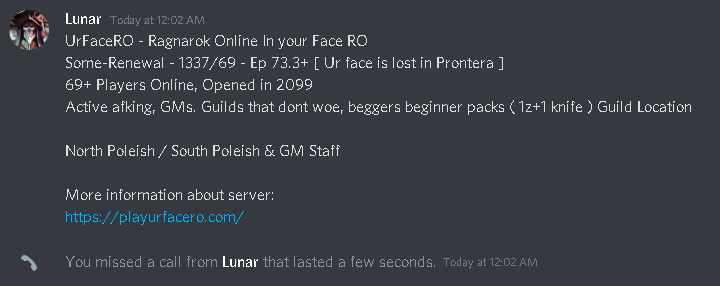 Lunar Today at 12:02 AM
UrFaceRO - Ragnarok Online In your Face RO
Some-Renewal - 1337/69 - Ep 73.3+ [ Ur face is lost in Prontera ]
69+ Players Online, Opened in 2099
Active afking, GMs. Guilds that dont woe, beggers beginner packs ( 1z+1 knife ) Guild Location
North Poleish / South Poleish & GM Staff
More information about server:
https://playurfacero.com/
You missed a call from Lunar that lasted a few seconds. Today at 12:02 AM